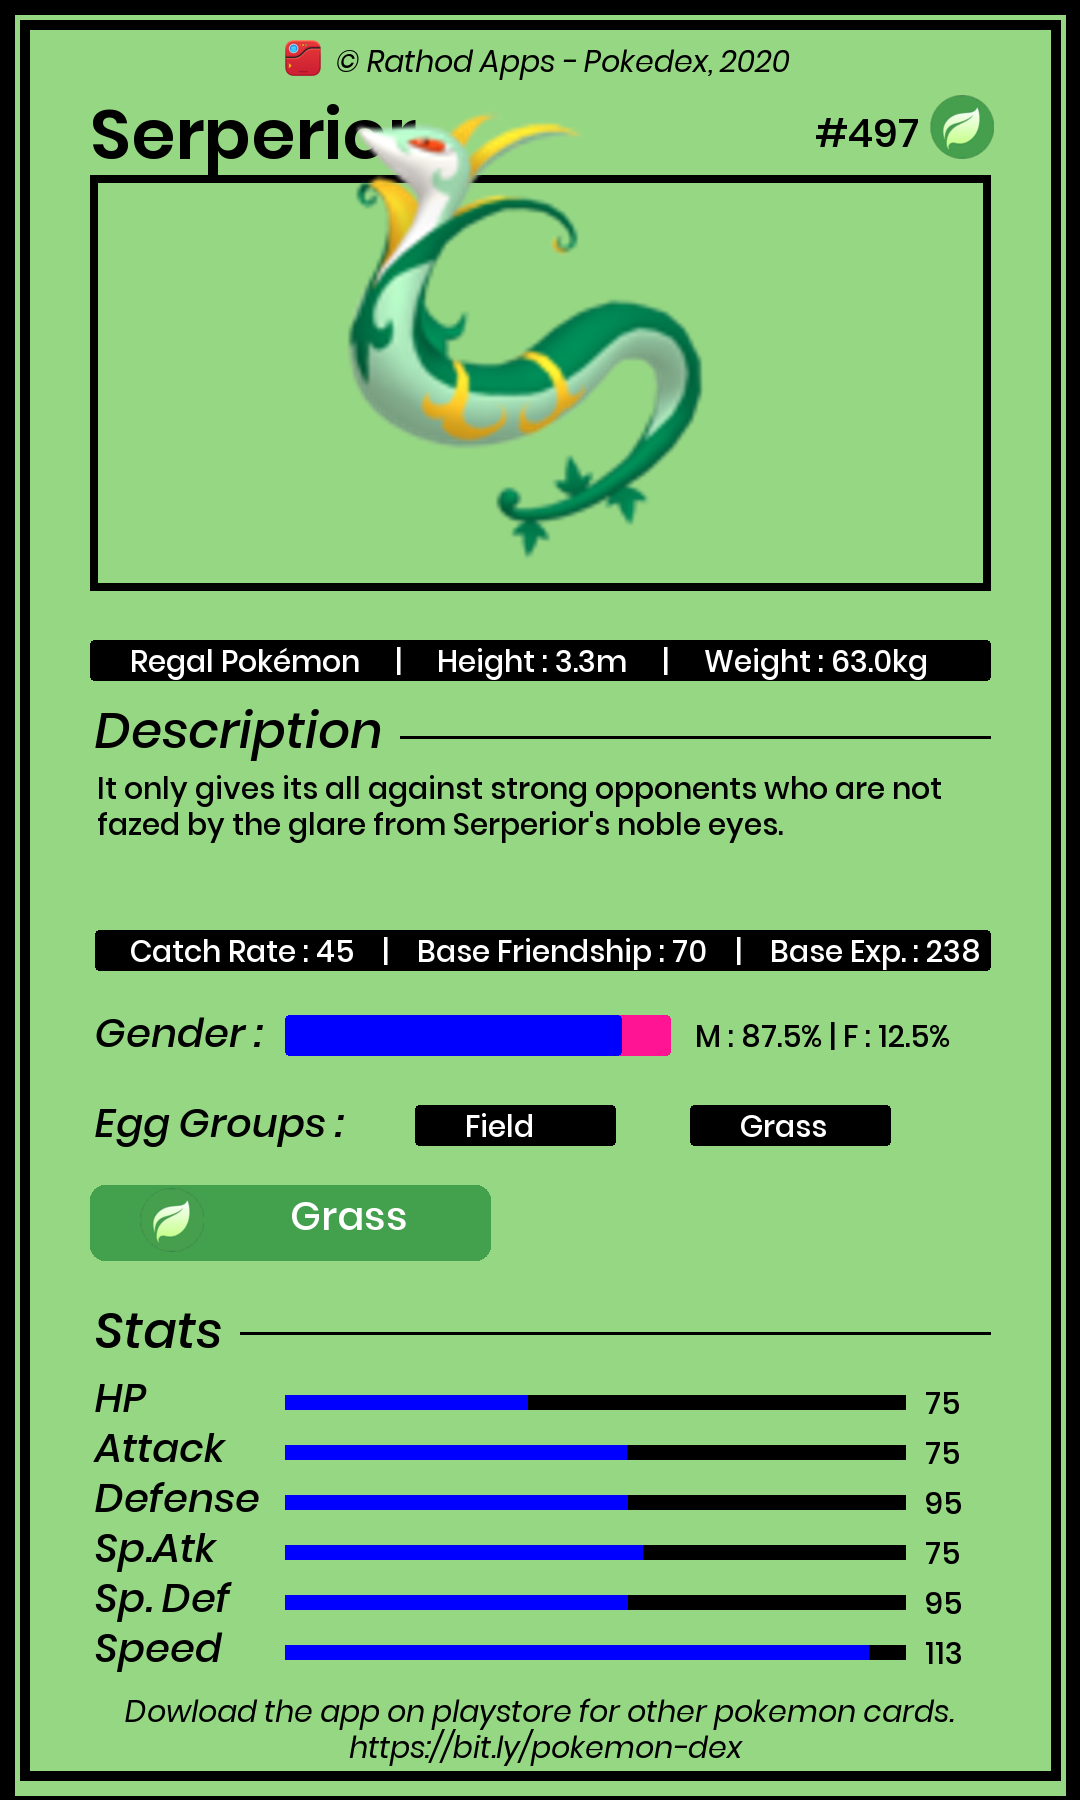 © Rathod Apps - Pokedex, 2020
Serperior
#497
Regal Pokémon | Height : 3.3m | Weight : 63.0kg
Description
It only gives its all against strong opponents who are not
fazed by the glare from Serperior's noble eyes.
Catch Rate : 45 | Base Friendship : 70 | Base Exp. : 238
Gender : M : 87.5% | F : 12.5%
Egg Groups : Field Grass
Grass
Stats
HP 75
Attack 75
Defense 95
Sp.Atk 75
Sp. Def 95
Speed 113
Dowload the app on playstore for other pokemon cards.
https://bit.ly/pokemon-dex